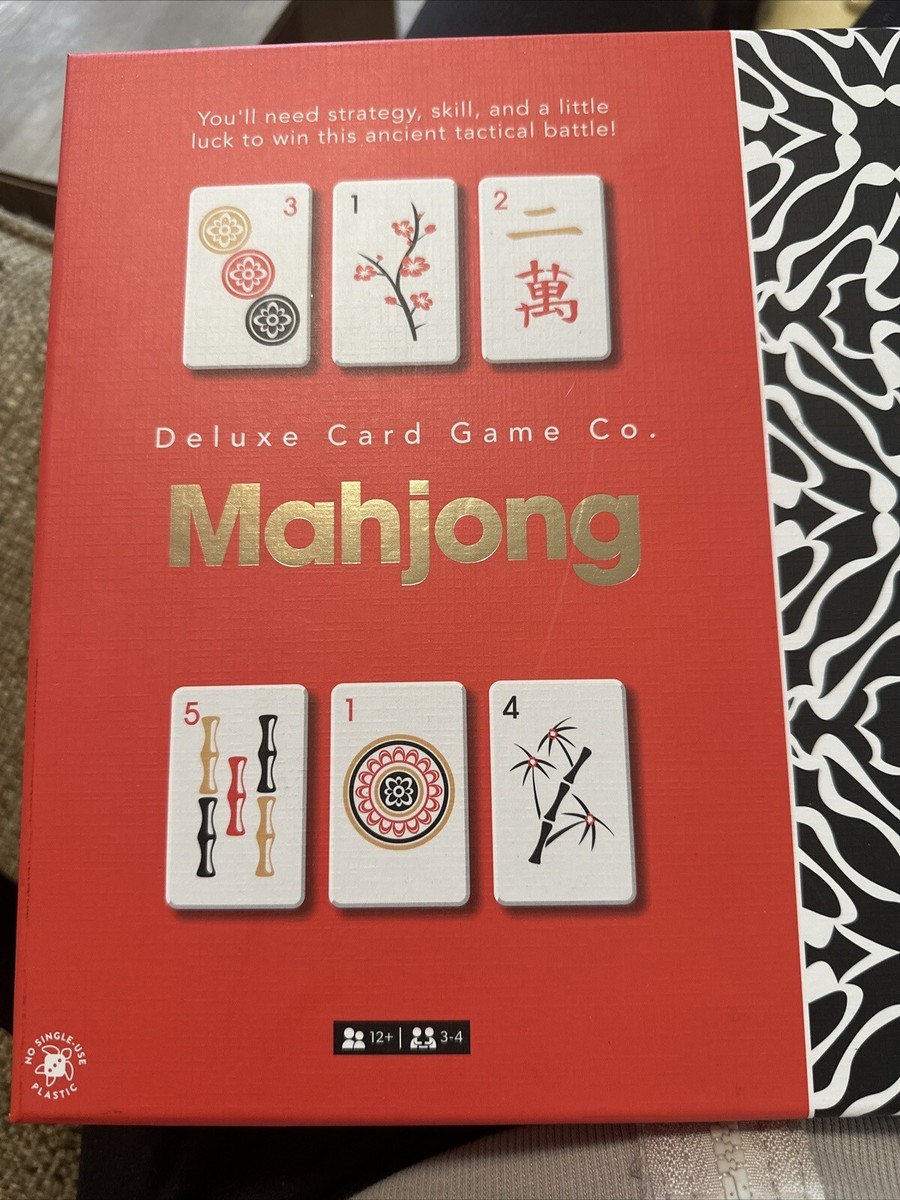 You'll need strategy, skill, and a little
luck to win this ancient tactical battle!
3
1
2
二
萬
Deluxe Card Game Co.
Mahjong
5
1
4
12+ | 3-4
NO SINGLE-USE
PLASTIC